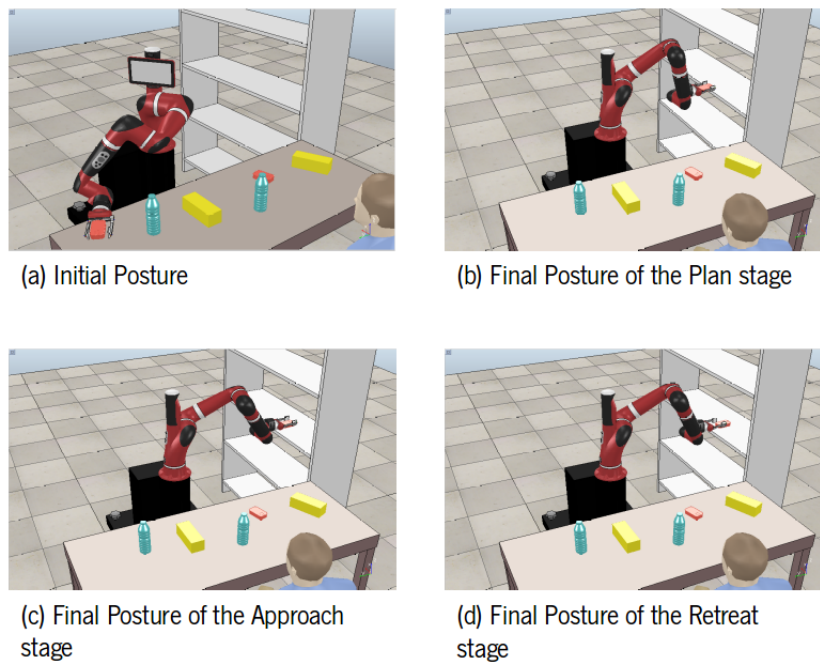 (a) Initial Posture
(b) Final Posture of the Plan stage
(c) Final Posture of the Approach
stage
(d) Final Posture of the Retreat
stage